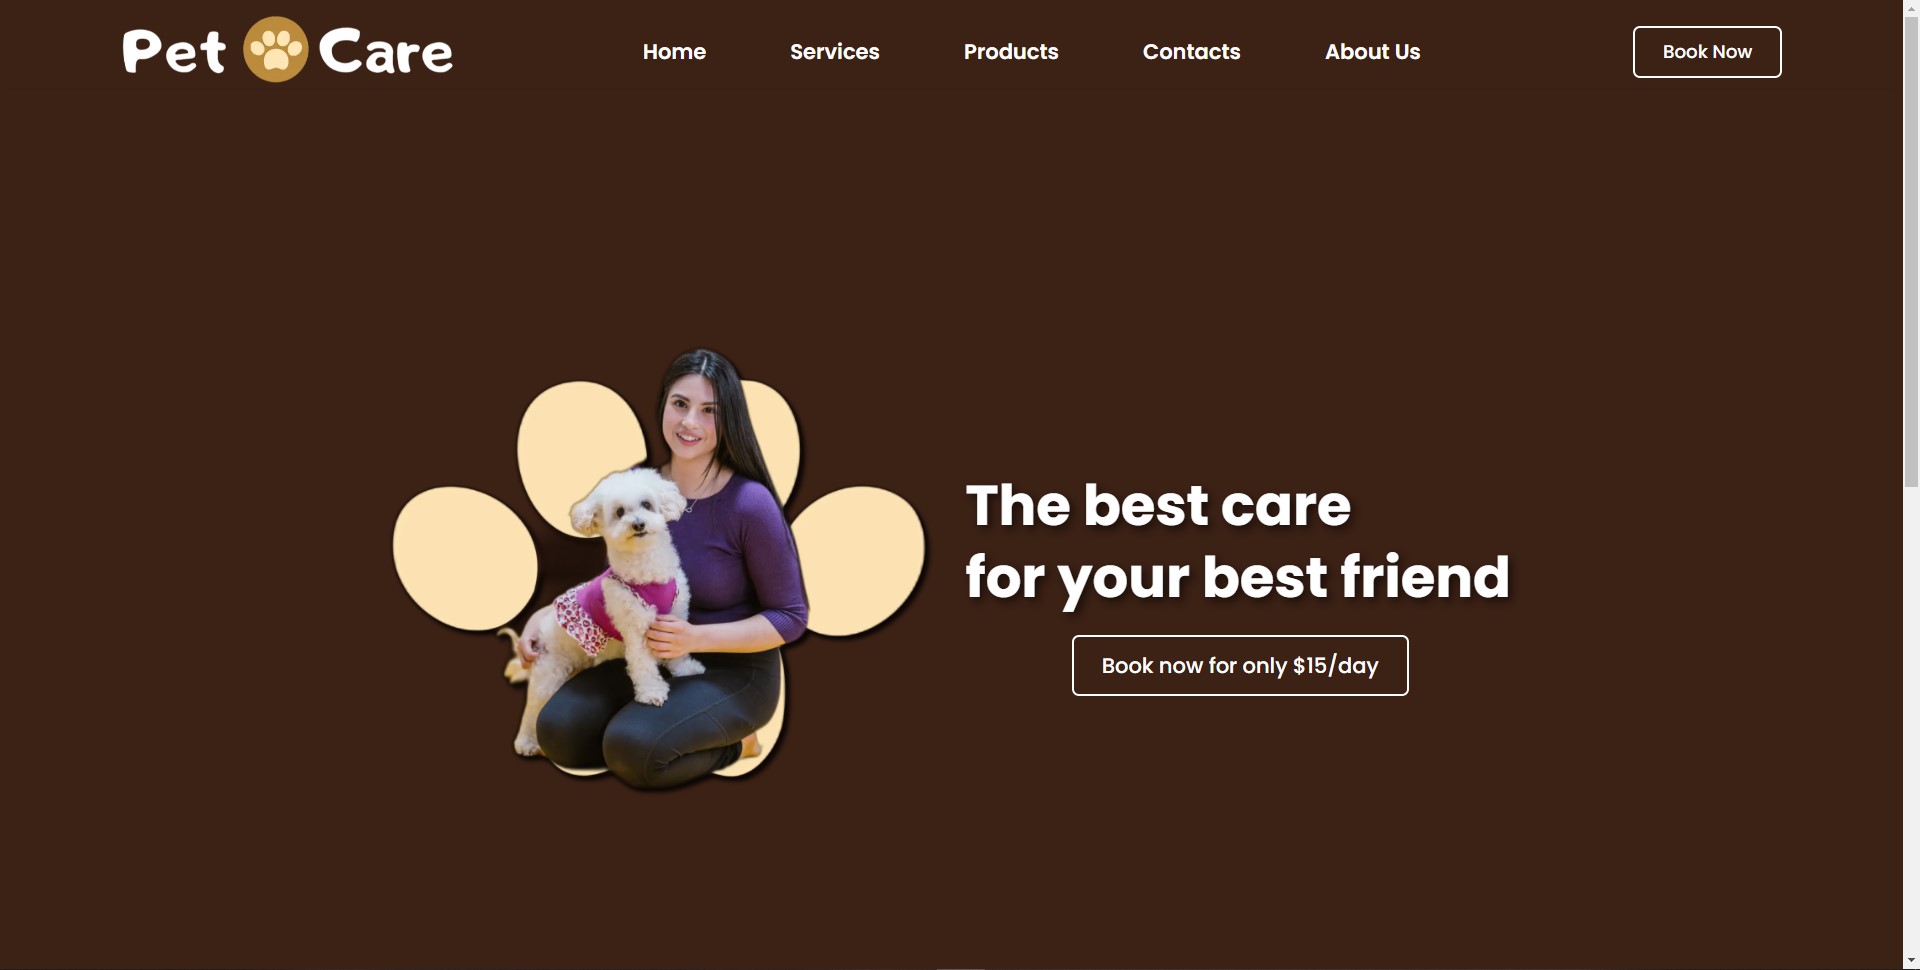 Pet Care
Home
Services
Products
Contacts
About Us
Book Now
The best care
for your best friend
Book now for only $15/day